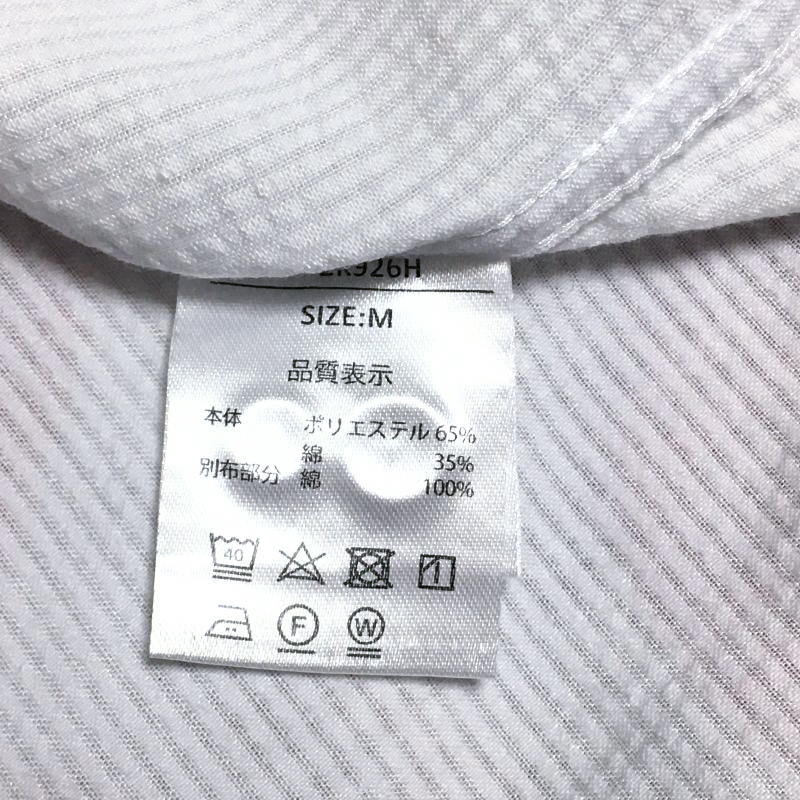 2R926H
SIZE:M
品質表示
本体 ポリエステル 65%
綿 35%
別布部分 綿 100%
40
F W